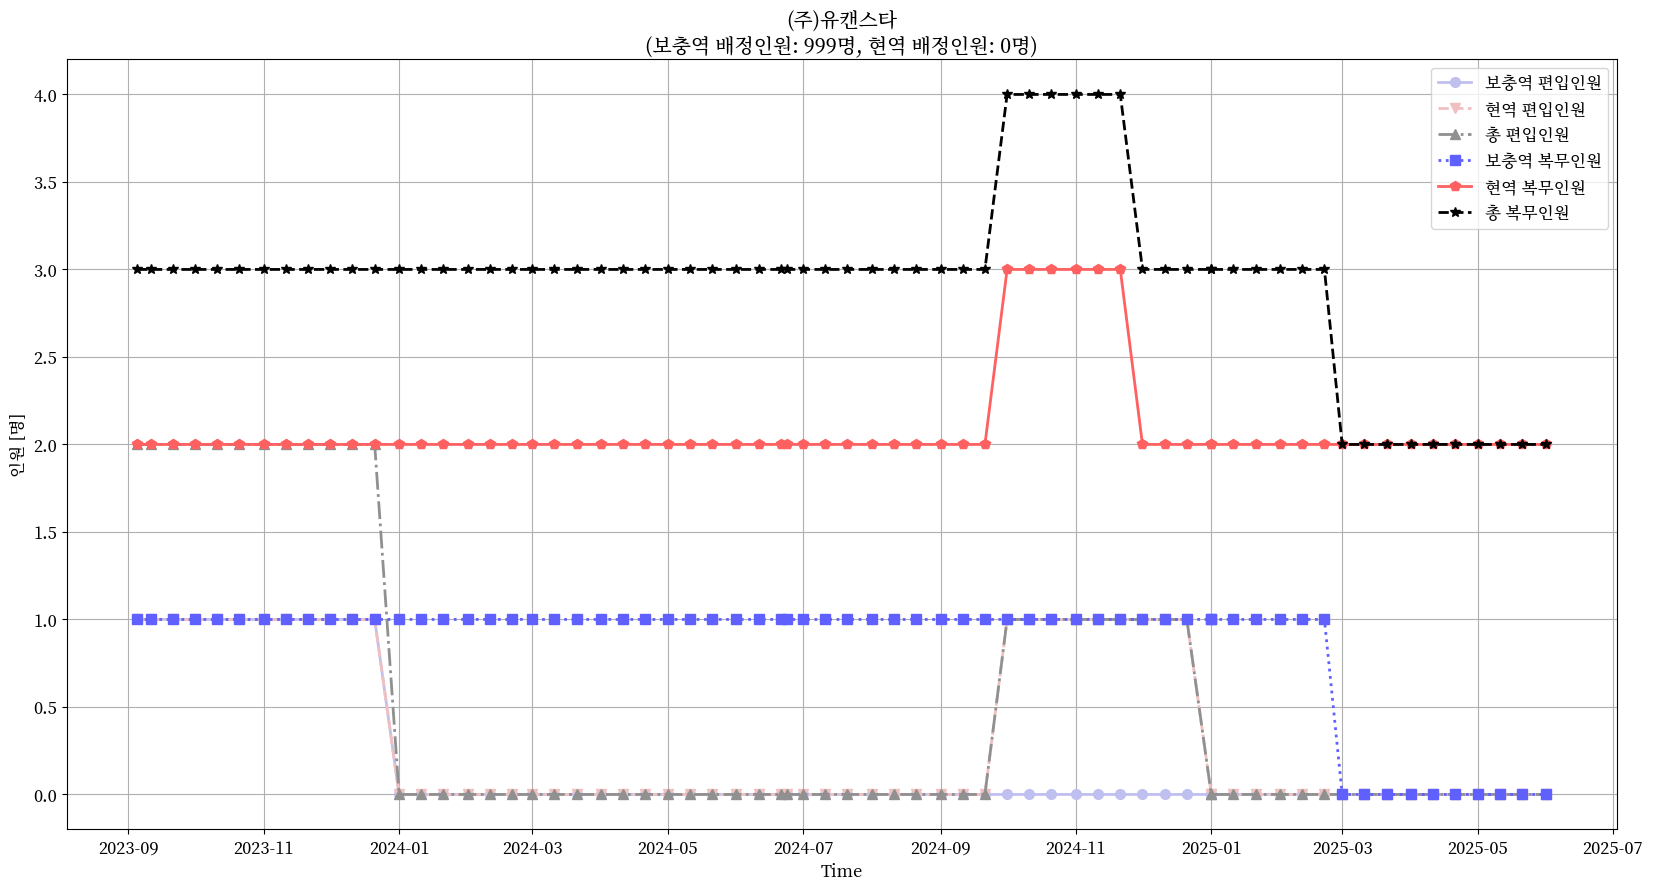 (주)유캔스타
(보충역 배정인원: 999명, 현역 배정인원: 0명)
보충역 편입인원
현역 편입인원
총 편입인원
보충역 복무인원
현역 복무인원
총 복무인원
인원 [명]
4.0
3.5
3.0
2.5
2.0
1.5
1.0
0.5
0.0
2023-09 2023-11 2024-01 2024-03 2024-05 2024-07 2024-09 2024-11 2025-01 2025-03 2025-05 2025-07
Time